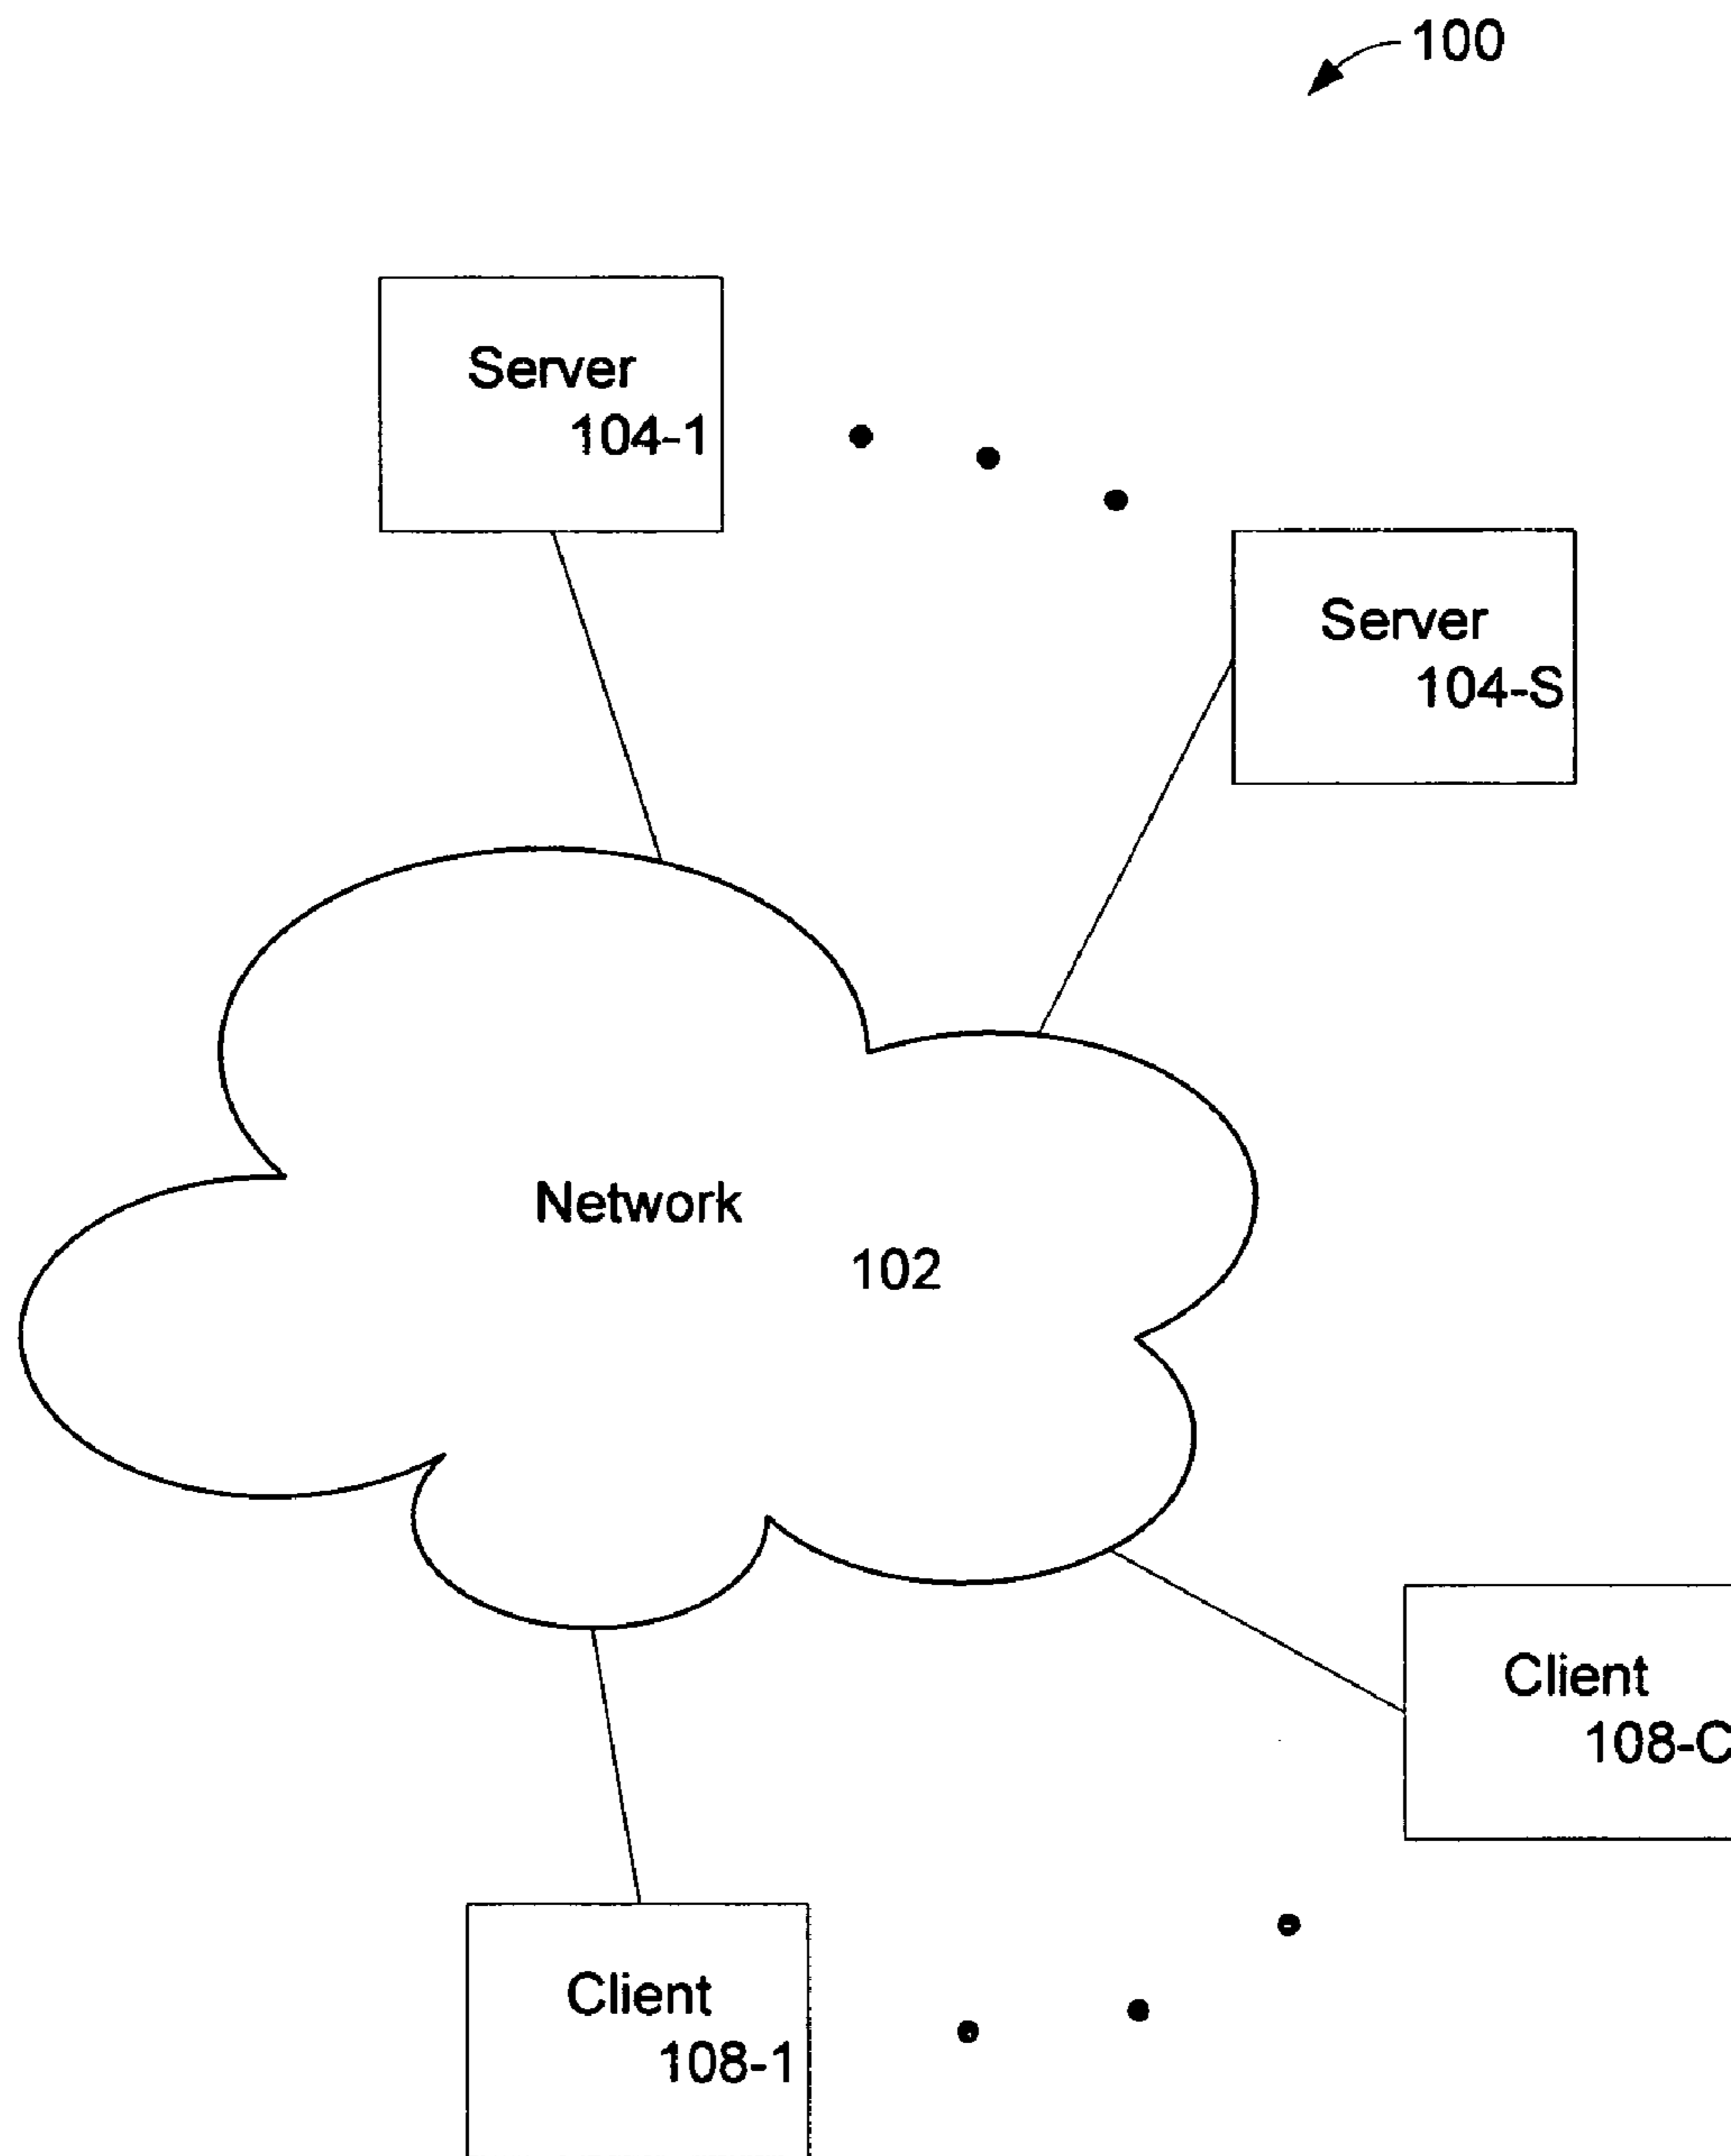 100
Server
104-1
Server
104-S
Network
102
Client
108-C
Client
108-1